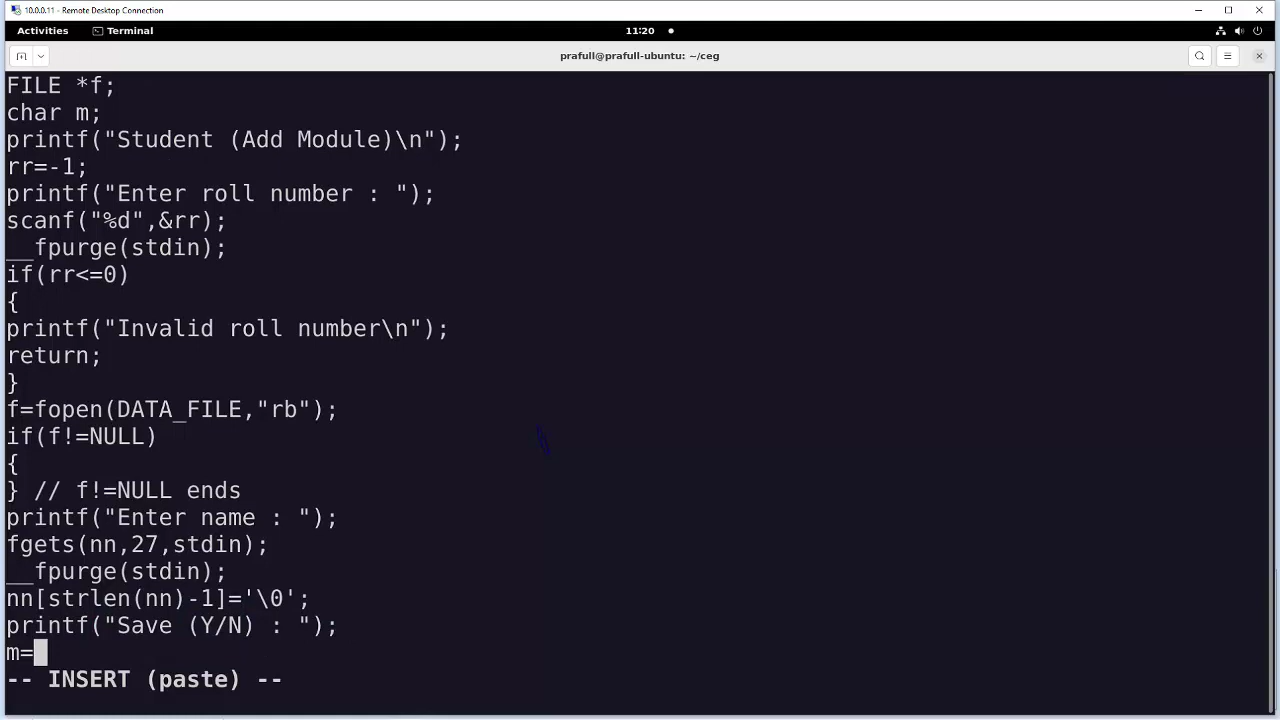 10.0.0.11 - Remote Desktop Connection
Activities Terminal 11:20
prafull@prafull-ubuntu: ~/ceg
FILE *f;
char m;
printf("Student (Add Module)\n");
rr=-1;
printf("Enter roll number : ");
scanf("%d",&rr);
__fpurge(stdin);
if(rr<=0)
{
printf("Invalid roll number\n");
return;
}
f=fopen(DATA_FILE,"rb");
if(f!=NULL)
{
} // f!=NULL ends
printf("Enter name : ");
fgets(nn,27,stdin);
__fpurge(stdin);
nn[strlen(nn)-1]='\0';
printf("Save (Y/N) : ");
m=
-- INSERT (paste) --